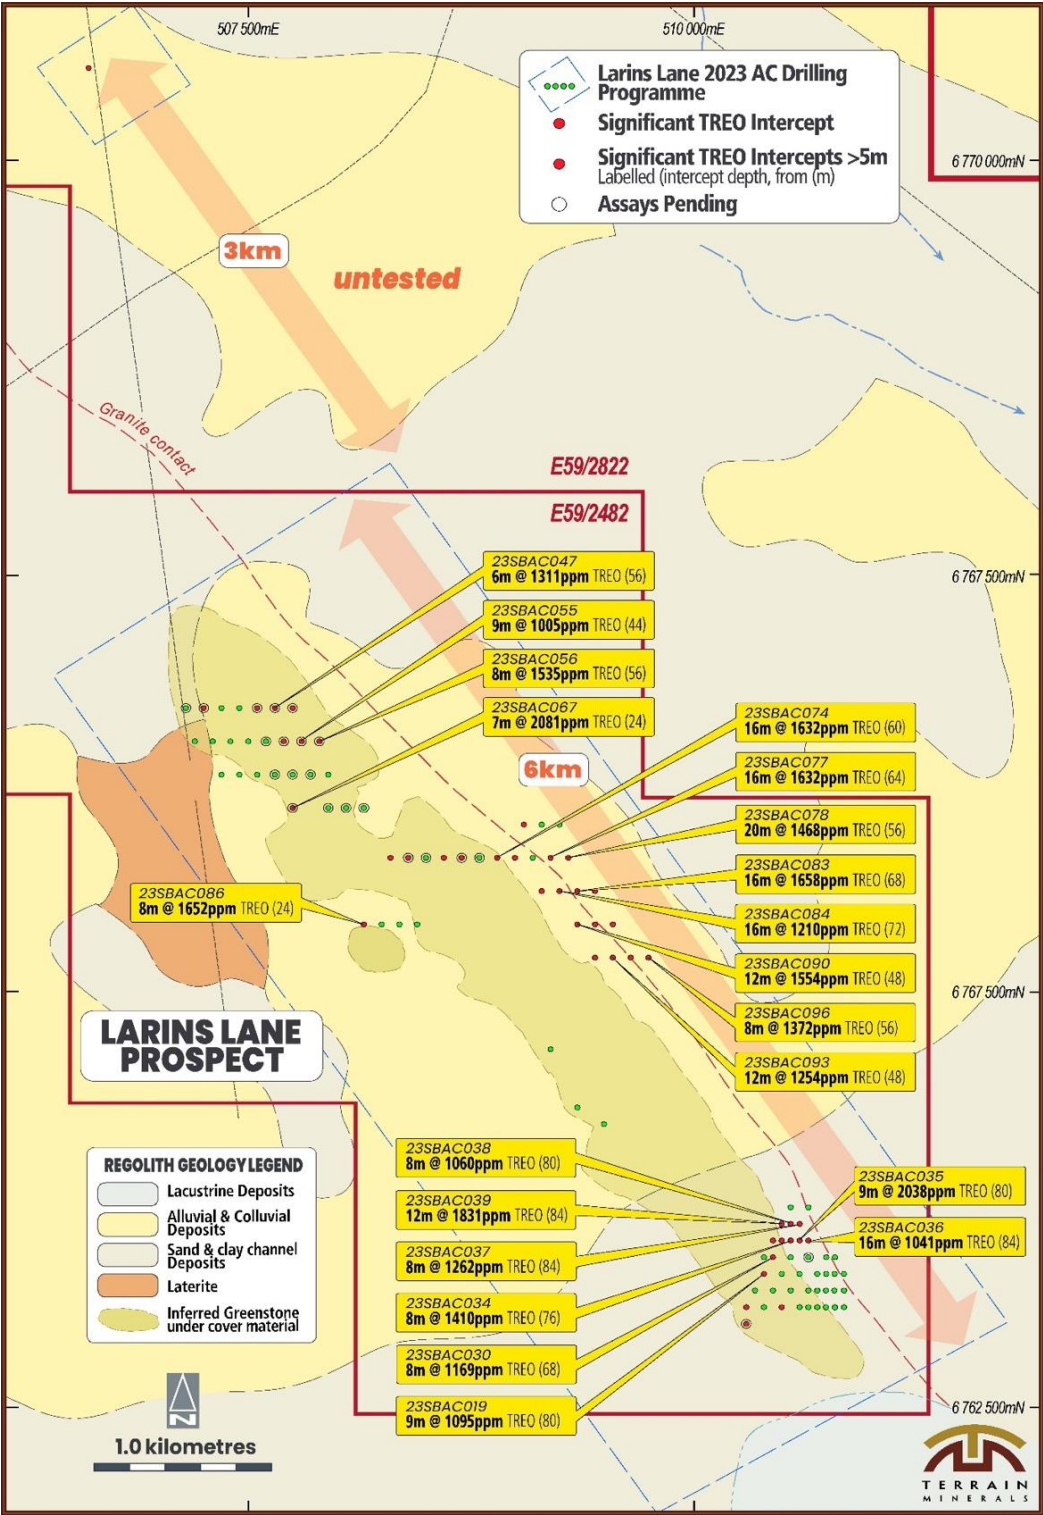 507 500mE
510 000mE
Larins Lane 2023 AC Drilling
Programme
Significant TREO Intercept
Significant TREO Intercepts >5m
Labelled (intercept depth, from (m)
Assays Pending
6 770 000mN
3km
untested
Granite contact
E59/2822
E59/2482
6 767 500mN
23SBAC047
6m @ 1311ppm TREO (56)
23SBAC055
9m @ 1005ppm TREO (44)
23SBAC056
8m @ 1535ppm TREO (56)
23SBAC067
7m @ 2081ppm TREO (24)
6km
23SBAC074
16m @ 1632ppm TREO (60)
23SBAC077
16m @ 1632ppm TREO (64)
23SBAC078
20m @ 1468ppm TREO (56)
23SBAC083
16m @ 1658ppm TREO (68)
23SBAC084
16m @ 1210ppm TREO (72)
23SBAC090
12m @ 1554ppm TREO (48)
23SBAC096
8m @ 1372ppm TREO (56)
23SBAC093
12m @ 1254ppm TREO (48)
23SBAC086
8m @ 1652ppm TREO (24)
6 767 500mN
LARINS LANE
PROSPECT
23SBAC038
8m @ 1060ppm TREO (80)
23SBAC039
12m @ 1831ppm TREO (84)
23SBAC037
8m @ 1262ppm TREO (84)
23SBAC034
8m @ 1410ppm TREO (76)
23SBAC030
8m @ 1169ppm TREO (68)
23SBAC019
9m @ 1095ppm TREO (80)
23SBAC035
9m @ 2038ppm TREO (80)
23SBAC036
16m @ 1041ppm TREO (84)
REGOLITH GEOLOGY LEGEND
Lacustrine Deposits
Alluvial & Colluvial
Deposits
Sand & clay channel
Deposits
Laterite
Inferred Greenstone
under cover material
N
1.0 kilometres
6 762 500mN
TERRAIN
MINERALS